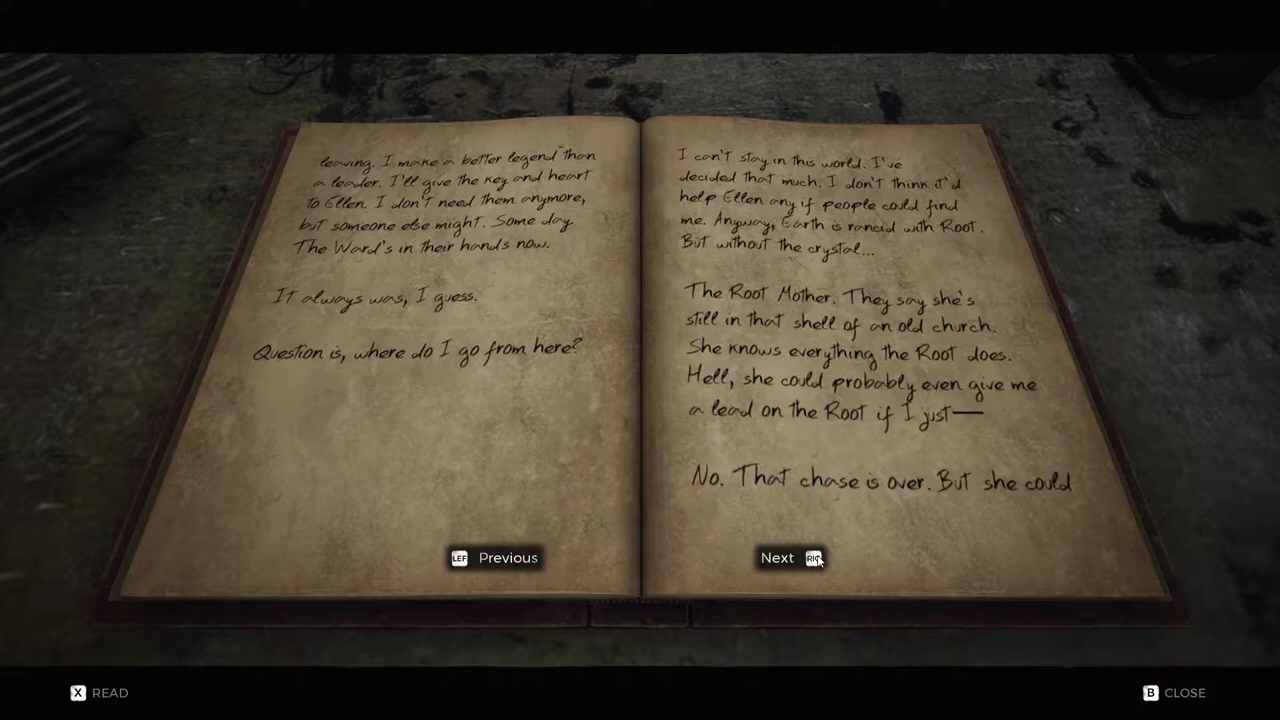 leaving. I make a better legend than
a leader. I'll give the key and heart
to Ellen. I don't need them anymore,
but someone else might. Some day.
The Ward's in their hands now.
It always was, I guess.
Question is, where do I go from here?
I can't stay in this world. I've
decided that much. I don't think it'd
help Ellen any if people could find
me. Anyway, Earth is rancid with Root.
But without the crystal...
The Root Mother. They say she's
still in that shell of an old church.
She knows everything the Root does.
Hell, she could probably even give me
a lead on the Root if I just—
No. That chase is over. But she could
LEF Previous
Next
X READ
B CLOSE